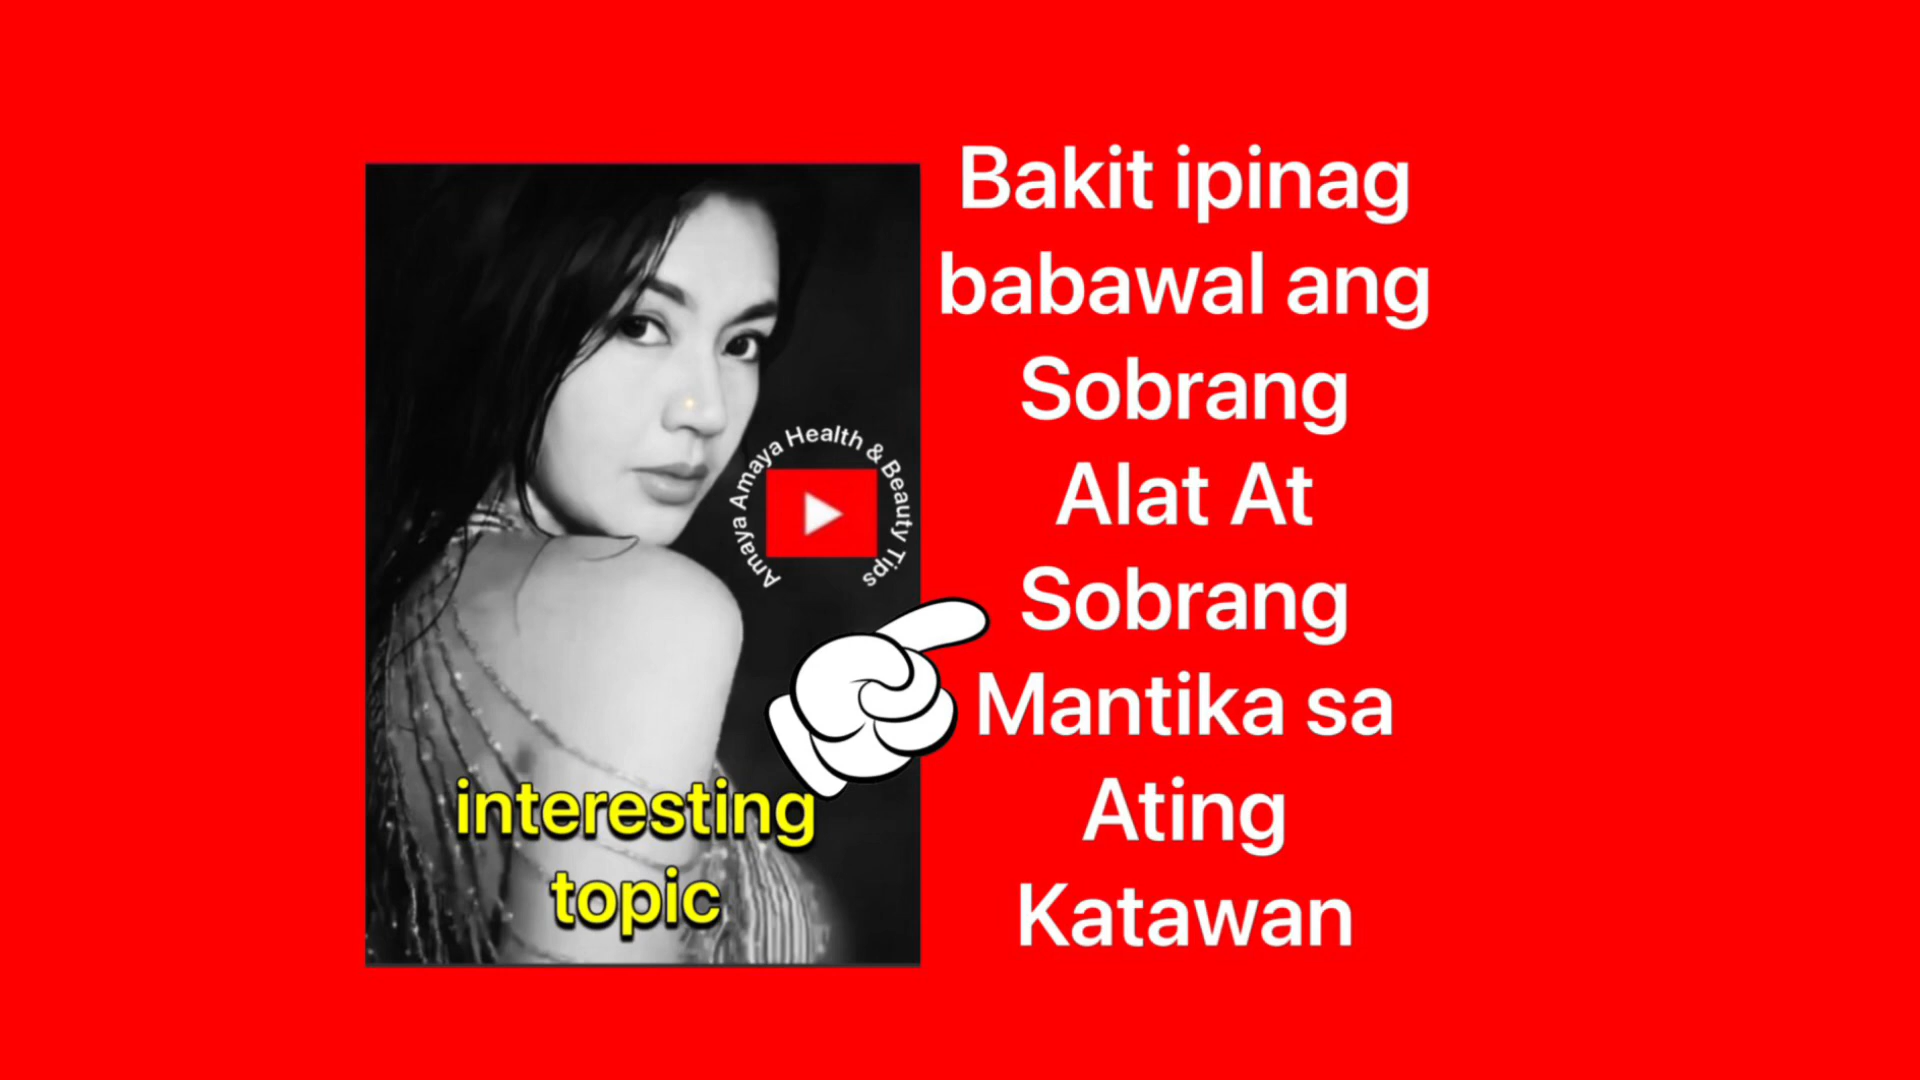 Amaya Amaya Health & Beauty Tips
interesting
topic
Bakit ipinag
babawal ang
Sobrang
Alat At
Sobrang
Mantika sa
Ating
Katawan